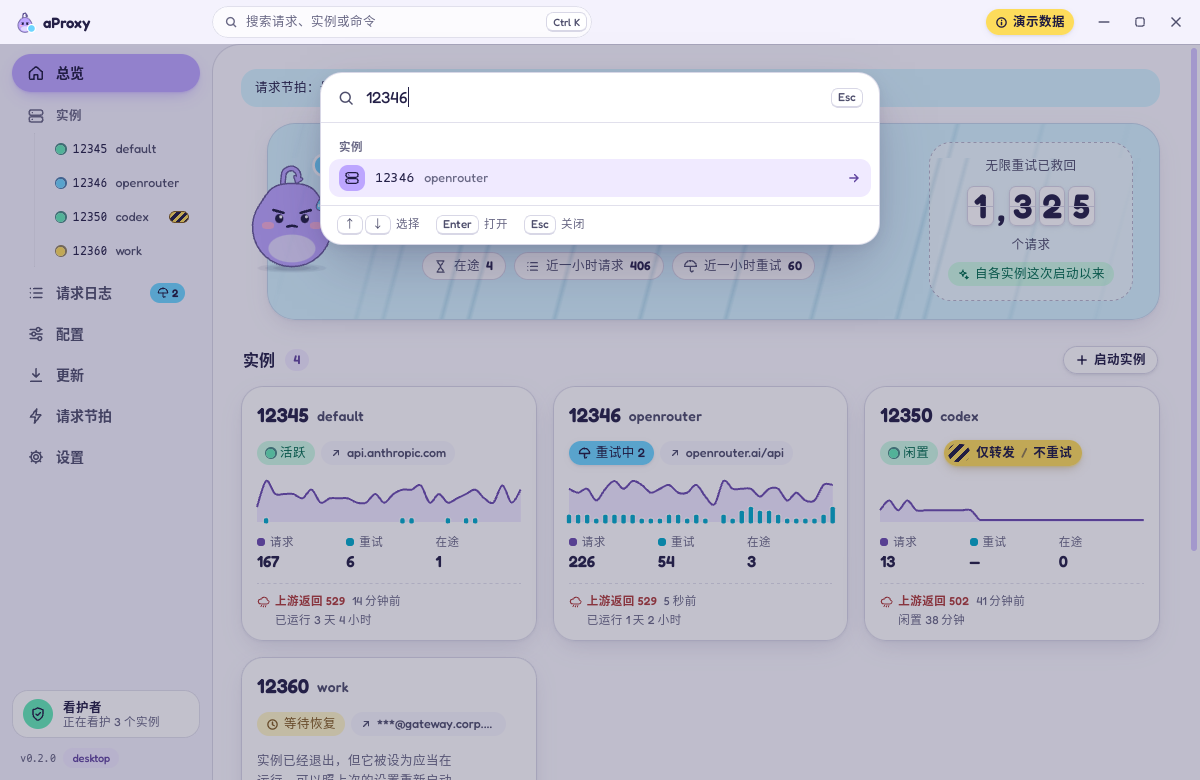 aProxy
搜索请求、实例或命令
Ctrl K
演示数据
总览
实例
12345 default
12346 openrouter
12350 codex
12360 work
请求日志 2
配置
更新
请求节拍
设置
看护者
正在看护 3 个实例
v0.2.0 desktop
请求节拍：
12346
Esc
实例
12346 openrouter
↑ ↓ 选择 Enter 打开 Esc 关闭
在途 4
近一小时请求 406
近一小时重试 60
无限重试已救回
1,325
个请求
自各实例这次启动以来
实例 4
启动实例
12345 default
活跃
api.anthropic.com
请求 重试 在途
167 6 1
上游返回 529 14 分钟前
已运行 3 天 4 小时
12346 openrouter
重试中 2
openrouter.ai/api
请求 重试 在途
226 54 3
上游返回 529 5 秒前
已运行 1 天 2 小时
12350 codex
闲置
仅转发 / 不重试
请求 重试 在途
13 – 0
上游返回 502 41 分钟前
闲置 38 分钟
12360 work
等待恢复
***@gateway.corp....
实例已经退出，但它被设为应当在